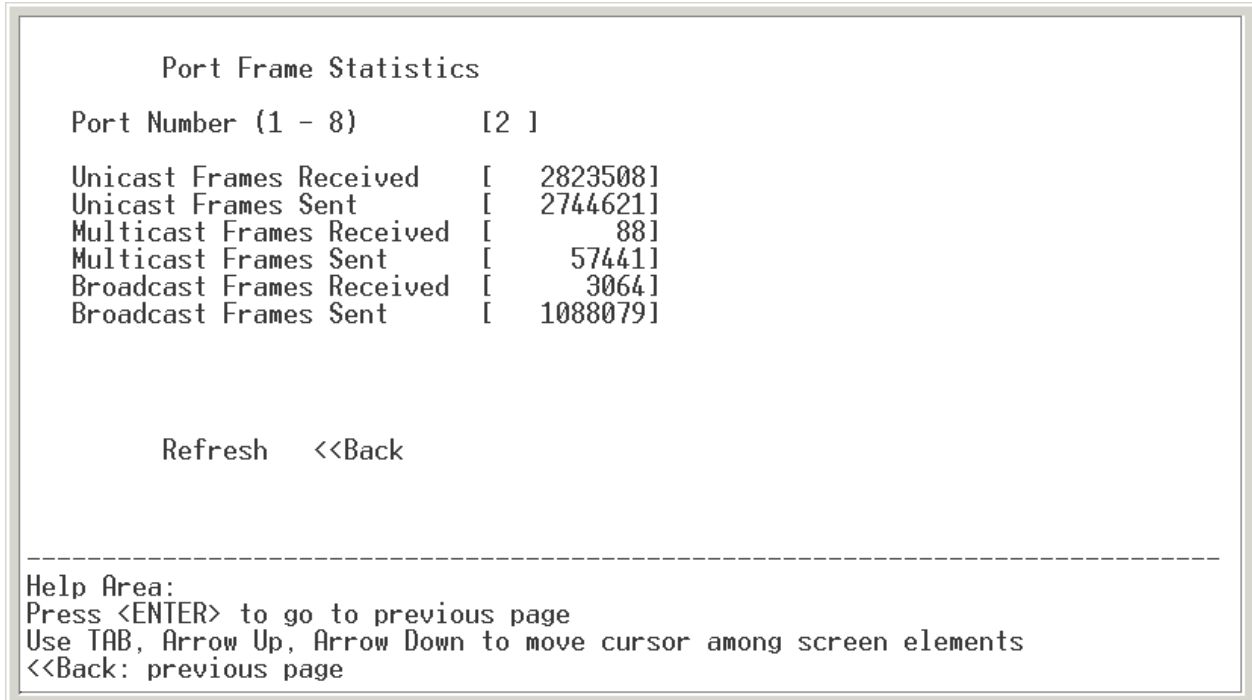 Port Frame Statistics
Port Number (1 - 8) [2 ]
Unicast Frames Received [ 2823508]
Unicast Frames Sent [ 2744621]
Multicast Frames Received [ 88]
Multicast Frames Sent [ 57441]
Broadcast Frames Received [ 3064]
Broadcast Frames Sent [ 1088079]
Refresh <<Back
--------------------------------------------------------------------------------
Help Area:
Press <ENTER> to go to previous page
Use TAB, Arrow Up, Arrow Down to move cursor among screen elements
<<Back: previous page